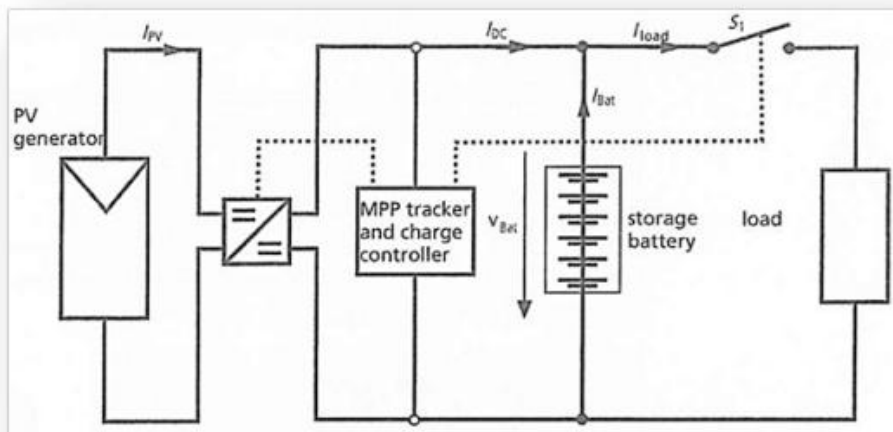 I_PV
I_DC
I_load
S_1
PV
generator
I_Bat
MPP tracker
and charge
controller
v_Bat
storage
battery
load